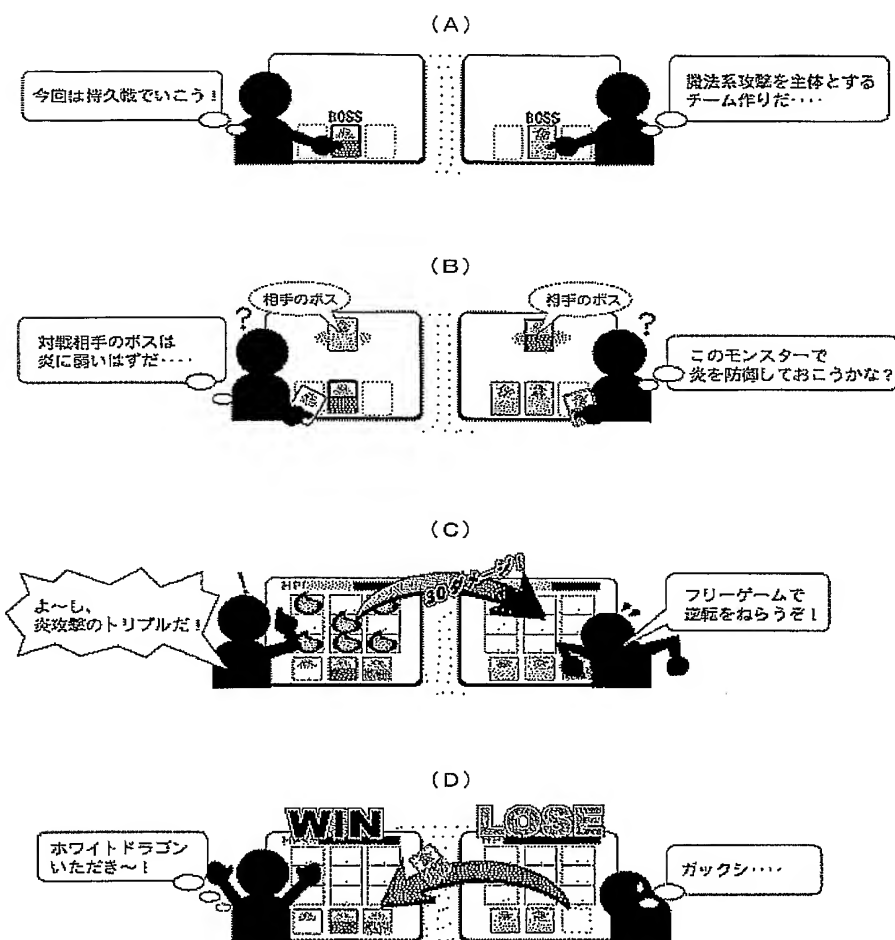 (A)
今回は持久戦でいこう！
BOSS
BOSS
魔法系攻撃を主体とする
チーム作りだ‥‥
(B)
相手のボス
相手のボス
?
?
対戦相手のボスは
炎に弱いはずだ‥‥
このモンスターで
炎を防御しておこうかな？
(C)
よ〜し、
炎攻撃のトリプルだ！
HP
30ダメージ！
フリーゲームで
逆転をねらうぞ！
(D)
WIN
LOSE
ホワイトドラゴン
いただき〜！
HP
HP
ガックシ‥‥